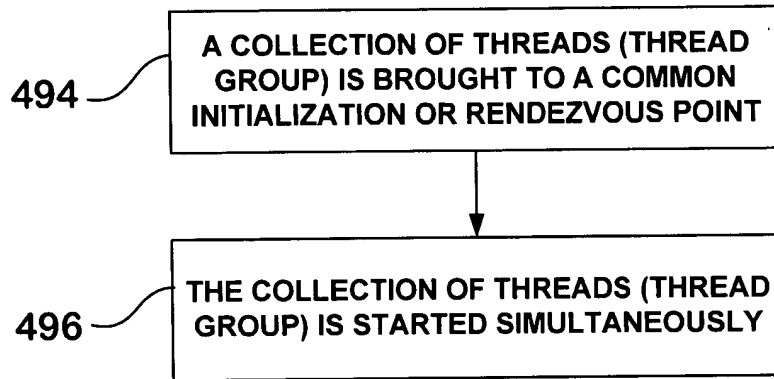 494
A COLLECTION OF THREADS (THREAD
GROUP) IS BROUGHT TO A COMMON
INITIALIZATION OR RENDEZVOUS POINT
496
THE COLLECTION OF THREADS (THREAD
GROUP) IS STARTED SIMULTANEOUSLY